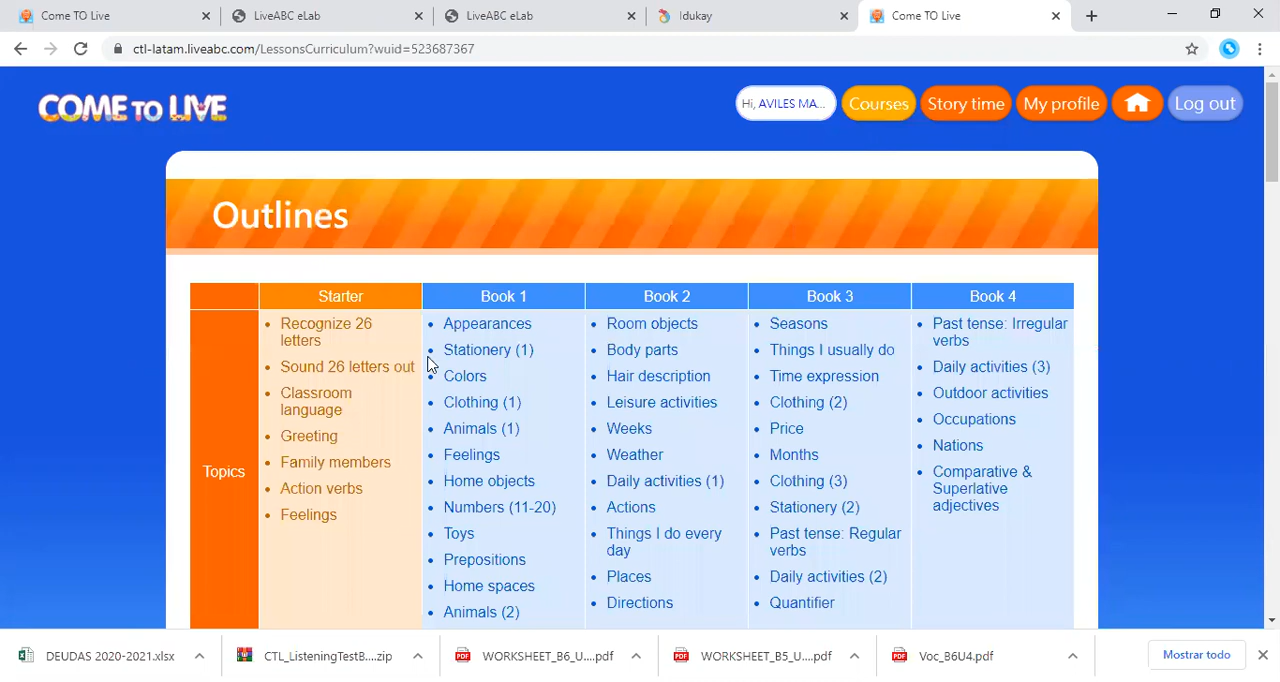 Come TO Live
LiveABC eLab
LiveABC eLab
Idukay
Come TO Live
ctl-latam.liveabc.com/LessonsCurriculum?wuid=523687367
COME TO LIVE
Hi, AVILES MA...
Courses
Story time
My profile
Log out
Outlines
Starter
Book 1
Book 2
Book 3
Book 4
Topics
Recognize 26
letters
Sound 26 letters out
Classroom
language
Greeting
Family members
Action verbs
Feelings
Appearances
Stationery (1)
Colors
Clothing (1)
Animals (1)
Feelings
Home objects
Numbers (11-20)
Toys
Prepositions
Home spaces
Animals (2)
Room objects
Body parts
Hair description
Leisure activities
Weeks
Weather
Daily activities (1)
Actions
Things I do every
day
Places
Directions
Seasons
Things I usually do
Time expression
Clothing (2)
Price
Months
Clothing (3)
Stationery (2)
Past tense: Regular
verbs
Daily activities (2)
Quantifier
Past tense: Irregular
verbs
Daily activities (3)
Outdoor activities
Occupations
Nations
Comparative &
Superlative
adjectives
DEUDAS 2020-2021.xlsx
CTL_ListeningTestB....zip
WORKSHEET_B6_U....pdf
WORKSHEET_B5_U....pdf
Voc_B6U4.pdf
Mostrar todo